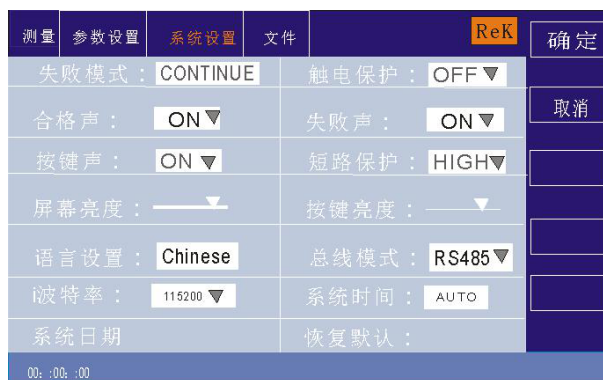 测量 参数设置 系统设置 文件 ReK 确定
失败模式： CONTINUE 触电保护： OFF
取消
合格声： ON 失败声： ON
按键声： ON 短路保护： HIGH
屏幕亮度： 按键亮度：
语言设置： Chinese 总线模式： RS485
i波特率： 115200 系统时间： AUTO
系统日期 恢复默认：
00: :00: :00